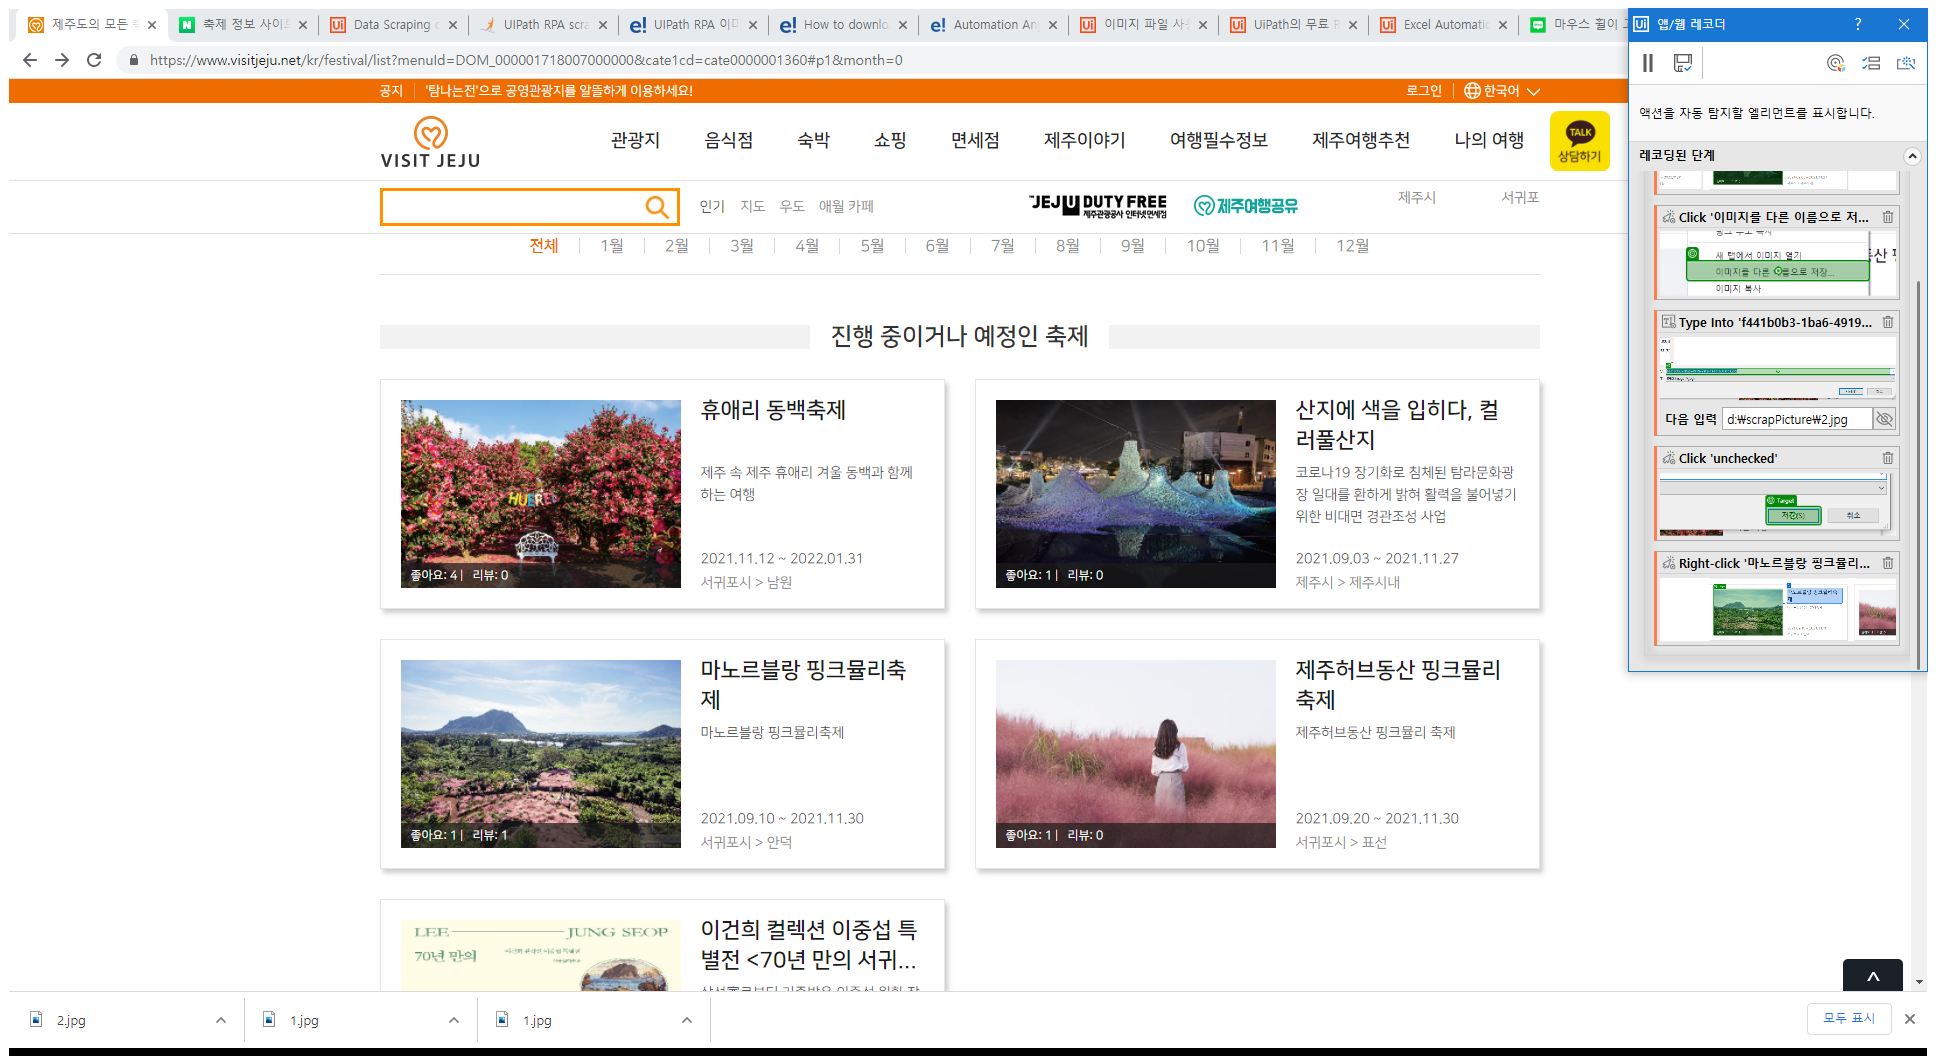 제주도의 모든 축
축제 정보 사이트
Data Scraping
UIPath RPA scra
UIPath RPA 이미
How to downlo
Automation An
이미지 파일 사용
UiPath의 무료 R
Excel Automatio
마우스 휠이 고
https://www.visitjeju.net/kr/festival/list?menuId=DOM_000001718007000000&cate1cd=cate0000001360#p1&month=0
공지 '탐나는전'으로 공영관광지를 알뜰하게 이용하세요! 로그인 한국어
VISIT JEJU
관광지 음식점 숙박 쇼핑 면세점 제주이야기 여행필수정보 제주여행추천 나의 여행
TALK
상담하기
인기 지도 우도 애월 카페
JEJU DUTY FREE
제주관광공사 인터넷면세점
제주여행공유
제주시 서귀포
전체 1월 2월 3월 4월 5월 6월 7월 8월 9월 10월 11월 12월
진행 중이거나 예정인 축제
휴애리 동백축제
제주 속 제주 휴애리 겨울 동백과 함께
하는 여행
2021.11.12 ~ 2022.01.31
서귀포시 > 남원
좋아요: 4 | 리뷰: 0
산지에 색을 입히다, 컬
러풀산지
코로나19 장기화로 침체된 탐라문화광
장 일대를 환하게 밝혀 활력을 불어넣기
위한 비대면 경관조성 사업
2021.09.03 ~ 2021.11.27
제주시 > 제주시내
좋아요: 1 | 리뷰: 0
마노르블랑 핑크뮬리축
제
마노르블랑 핑크뮬리축제
2021.09.10 ~ 2021.11.30
서귀포시 > 안덕
좋아요: 1 | 리뷰: 1
제주허브동산 핑크뮬리
축제
제주허브동산 핑크뮬리 축제
2021.09.20 ~ 2021.11.30
서귀포시 > 표선
좋아요: 1 | 리뷰: 0
LEE JUNG SEOP
70년 만의
이건희 컬렉션 이중섭 특
별전 <70년 만의 서귀...
앱/웹 레코더
액션을 자동 탐지할 엘리먼트를 표시합니다.
레코딩된 단계
Click '이미지를 다른 이름으로 저...
새 탭에서 이미지 열기
이미지를 다른 이름으로 저장...
이미지 복사
Type Into 'f441b0b3-1ba6-4919...
다음 입력 d:₩scrapPicture₩2.jpg
Click 'unchecked'
Target
저장(S) 취소
Right-click '마노르블랑 핑크뮬리...
2.jpg
1.jpg
1.jpg
모두 표시